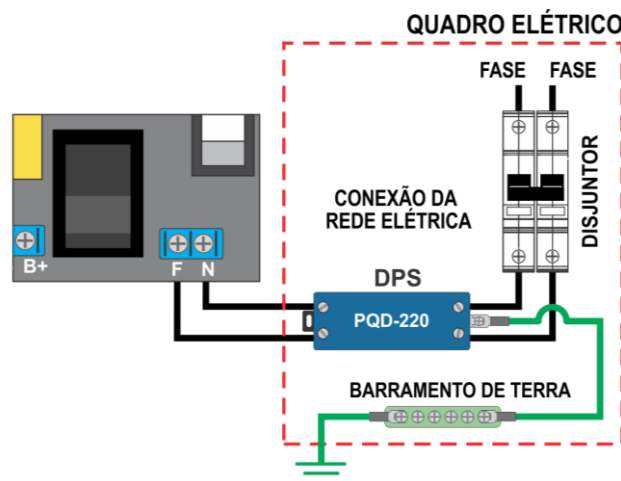 QUADRO ELÉTRICO
FASE FASE
CONEXÃO DA
REDE ELÉTRICA
DISJUNTOR
B+
F N
DPS
PQD-220
BARRAMENTO DE TERRA